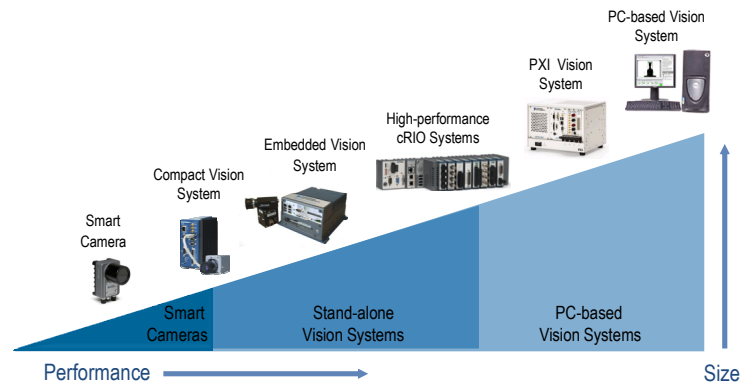 PC-based Vision
System
PXI Vision
System
High-performance
cRIO Systems
Embedded Vision
System
Compact Vision
System
Smart
Camera
Smart
Cameras
Stand-alone
Vision Systems
PC-based
Vision Systems
Performance
Size